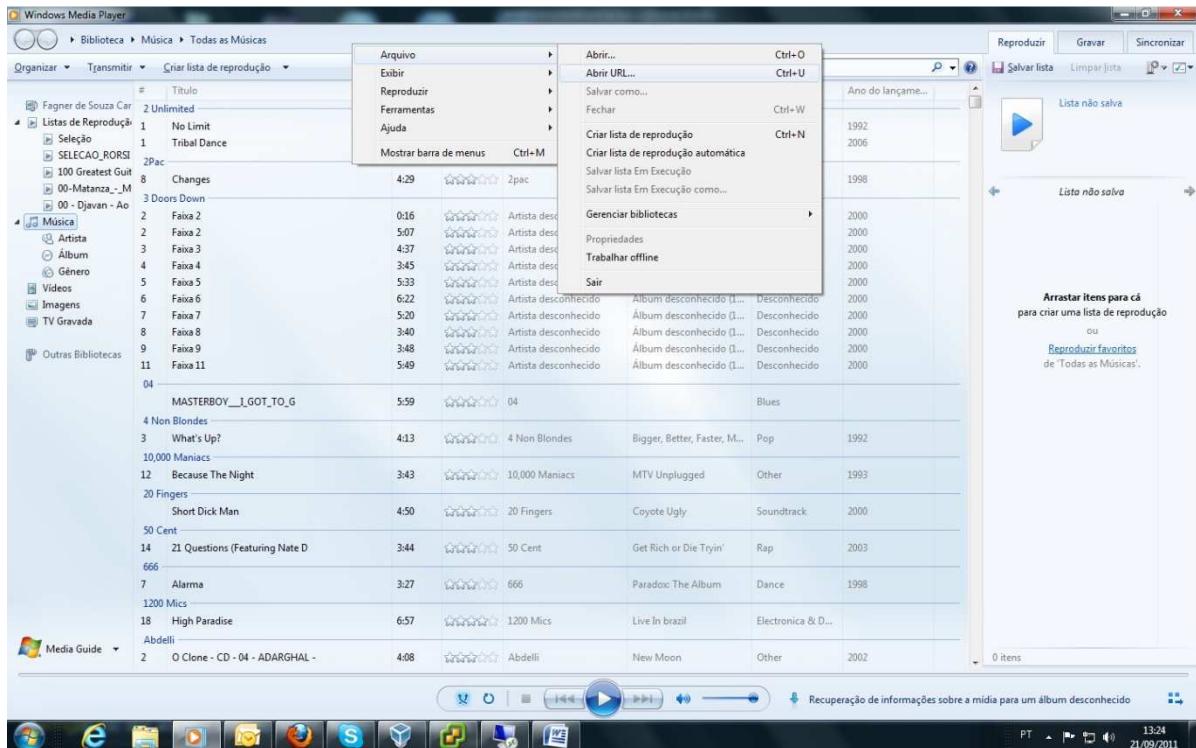 Windows Media Player
Biblioteca Música Todas as Músicas
Reproduzir Gravar Sincronizar
Organizar Transmitir Criar lista de reprodução
Salvar lista Limpar lista
Arquivo
Exibir
Reproduzir
Ferramentas
Ajuda
Mostrar barra de menus Ctrl+M
Abrir... Ctrl+O
Abrir URL... Ctrl+U
Salvar como...
Fechar Ctrl+W
Criar lista de reprodução Ctrl+N
Criar lista de reprodução automática
Salvar lista Em Execução
Salvar lista Em Execução como...
Gerenciar bibliotecas
Propriedades
Trabalhar offline
Sair
Fagner de Souza Car
Listas de Reproduçã
Seleção
SELECAO_RORSI
100 Greatest Guit
00-Matanza_-_M
00 - Djavan - Ao
Música
Artista
Álbum
Gênero
Vídeos
Imagens
TV Gravada
Outras Bibliotecas
Media Guide
# Título Ano do lançame...
2 Unlimited
1 No Limit 1992
1 Tribal Dance 2006
2Pac
8 Changes 4:29 2pac 1998
3 Doors Down
2 Faixa 2 0:16 Artista desc 2000
2 Faixa 2 5:07 Artista desc 2000
3 Faixa 3 4:37 Artista desc 2000
4 Faixa 4 3:45 Artista desc 2000
5 Faixa 5 5:33 Artista desc 2000
6 Faixa 6 6:22 Artista desconhecido Álbum desconhecido (1... Desconhecido 2000
7 Faixa 7 5:20 Artista desconhecido Álbum desconhecido (1... Desconhecido 2000
8 Faixa 8 3:40 Artista desconhecido Álbum desconhecido (1... Desconhecido 2000
9 Faixa 9 3:48 Artista desconhecido Álbum desconhecido (1... Desconhecido 2000
11 Faixa 11 5:49 Artista desconhecido Álbum desconhecido (1... Desconhecido 2000
04
MASTERBOY__I_GOT_TO_G 5:59 04 Blues
4 Non Blondes
3 What's Up? 4:13 4 Non Blondes Bigger, Better, Faster, M... Pop 1992
10,000 Maniacs
12 Because The Night 3:43 10,000 Maniacs MTV Unplugged Other 1993
20 Fingers
Short Dick Man 4:50 20 Fingers Coyote Ugly Soundtrack 2000
50 Cent
14 21 Questions (Featuring Nate D 3:44 50 Cent Get Rich or Die Tryin' Rap 2003
666
7 Alarma 3:27 666 Paradox: The Album Dance 1998
1200 Mics
18 High Paradise 6:57 1200 Mics Live In brazil Electronica & D...
Abdelli
2 O Clone - CD - 04 - ADARGHAL - 4:08 Abdelli New Moon Other 2002
Lista não salva
Lista não salva
Arrastar itens para cá
para criar uma lista de reprodução
ou
Reproduzir favoritos
de 'Todas as Músicas'.
0 itens
Recuperação de informações sobre a mídia para um álbum desconhecido
PT 13:24
21/09/2011